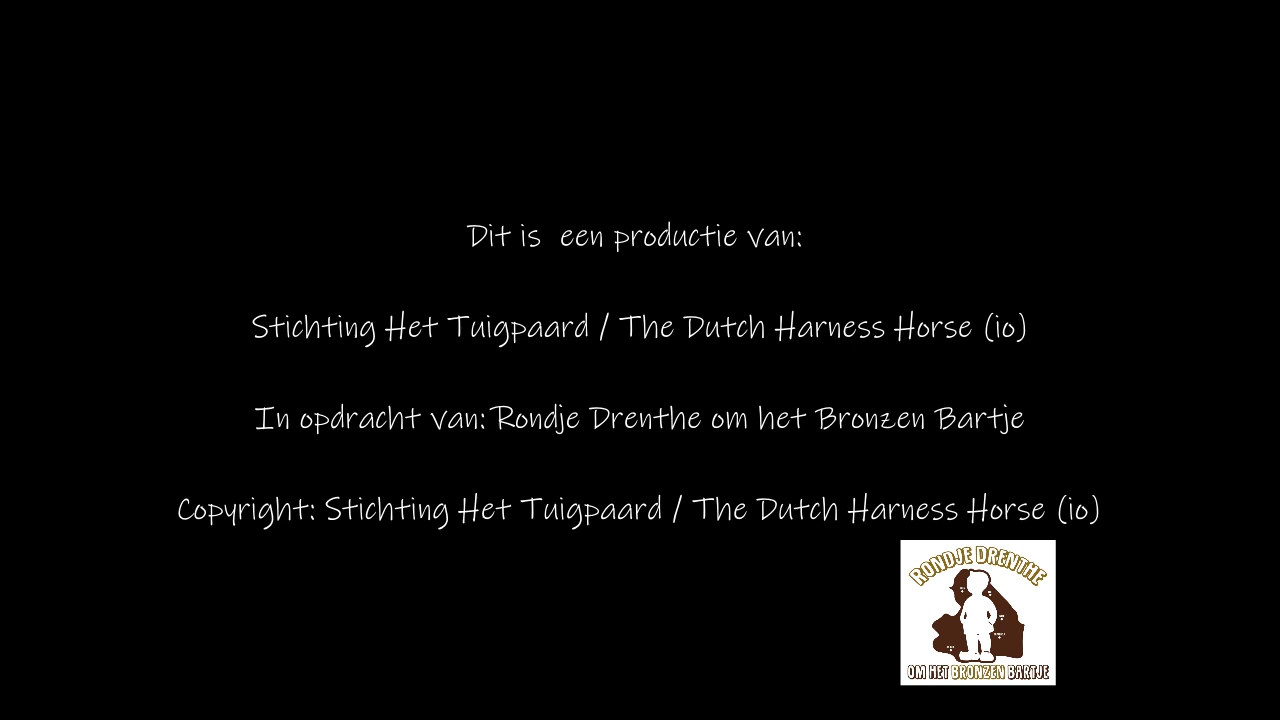 Dit is  een productie van:
Stichting Het Tuigpaard / The Dutch Harness Horse (io)
In opdracht van: Rondje Drenthe om het Bronzen Bartje
Copyright: Stichting Het Tuigpaard / The Dutch Harness Horse (io)
RONDJE DRENTHE
OM HET BRONZEN BARTJE